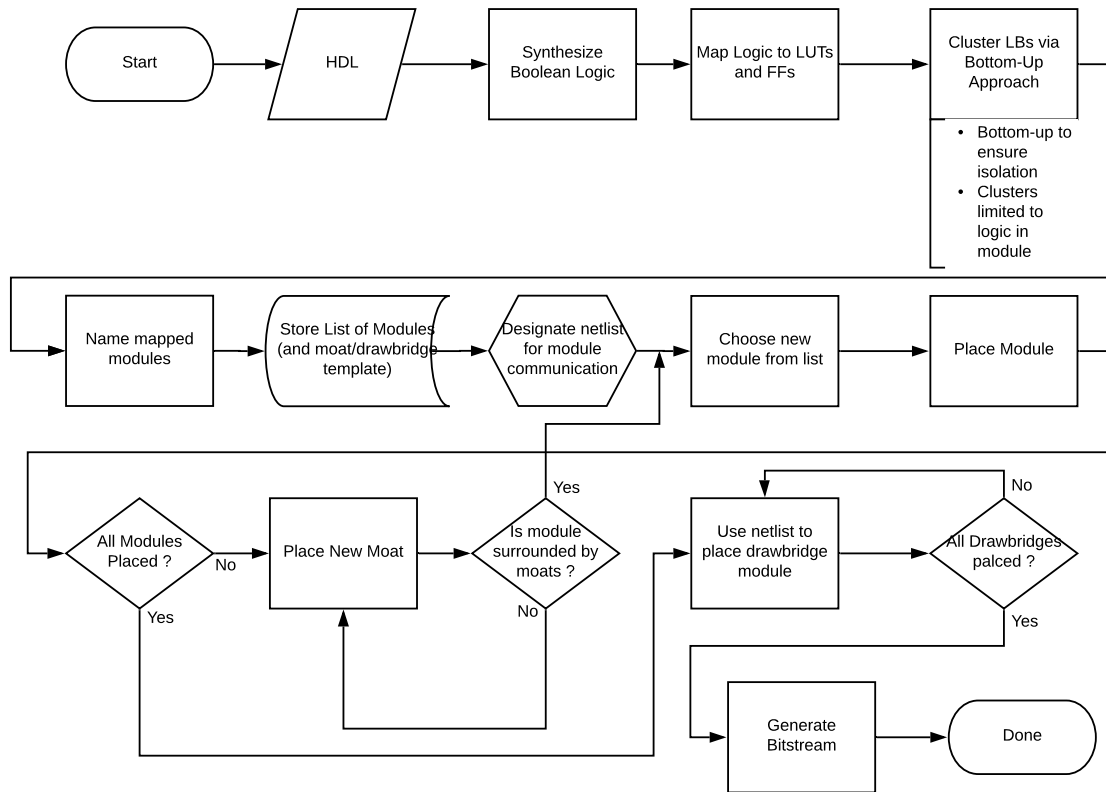 Start
HDL
Synthesize
Boolean Logic
Map Logic to LUTs
and FFs
Cluster LBs via
Bottom-Up
Approach
• Bottom-up to
ensure
isolation
• Clusters
limited to
logic in
module
Name mapped
modules
Store List of Modules
(and moat/drawbridge
template)
Designate netlist
for module
communication
Choose new
module from list
Place Module
All Modules
Placed ?
No
Yes
Place New Moat
Is module
surrounded by
moats ?
Yes
No
Use netlist to
place drawbridge
module
All Drawbridges
palced ?
No
Yes
Generate
Bitstream
Done